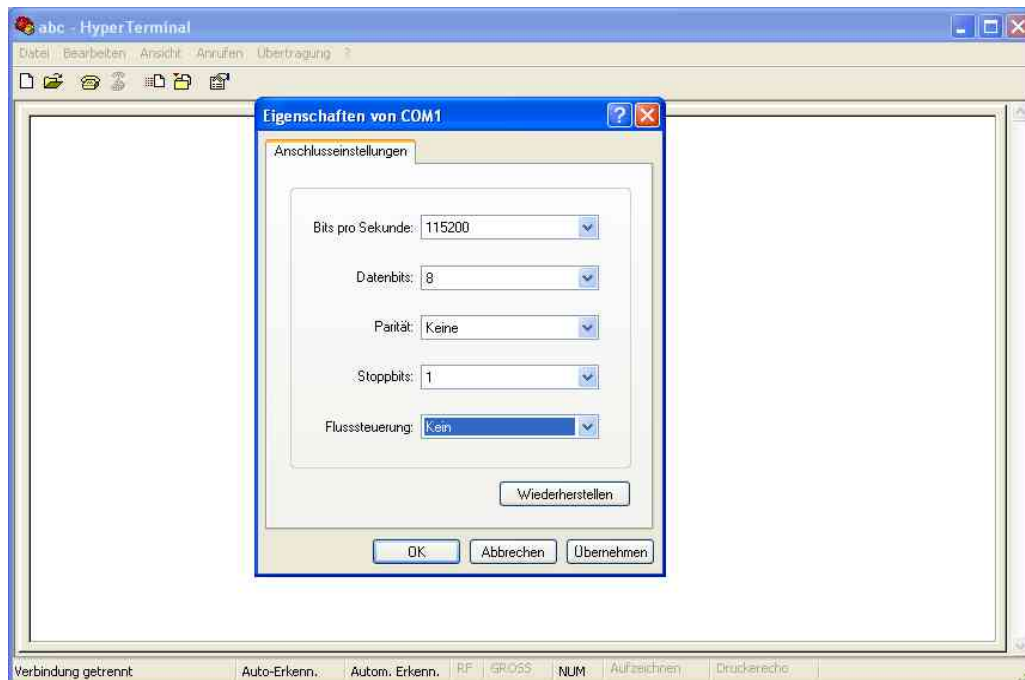 abc - HyperTerminal
Datei Bearbeiten Ansicht Anrufen Übertragung ?
Eigenschaften von COM1
Anschlusseinstellungen
Bits pro Sekunde: 115200
Datenbits: 8
Parität: Keine
Stoppbits: 1
Flusssteuerung: Kein
Wiederherstellen
OK Abbrechen Übernehmen
Verbindung getrennt Auto-Erkenn. Autom. Erkenn. RF GROSS NUM Aufzeichnen Druckerecho